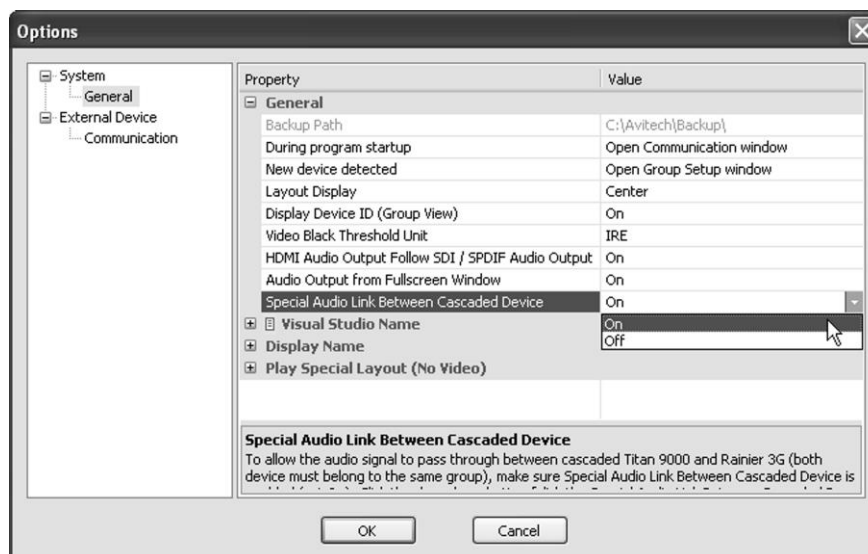 Options
System
General
External Device
Communication
Property Value
General
Backup Path C:\Avitech\Backup\
During program startup Open Communication window
New device detected Open Group Setup window
Layout Display Center
Display Device ID (Group View) On
Video Black Threshold Unit IRE
HDMI Audio Output Follow SDI / SPDIF Audio Output On
Audio Output from Fullscreen Window On
Special Audio Link Between Cascaded Device On
On
Off
Visual Studio Name
Display Name
Play Special Layout (No Video)
Special Audio Link Between Cascaded Device
To allow the audio signal to pass through between cascaded Titan 9000 and Rainier 3G (both
device must belong to the same group), make sure Special Audio Link Between Cascaded Device is
OK Cancel